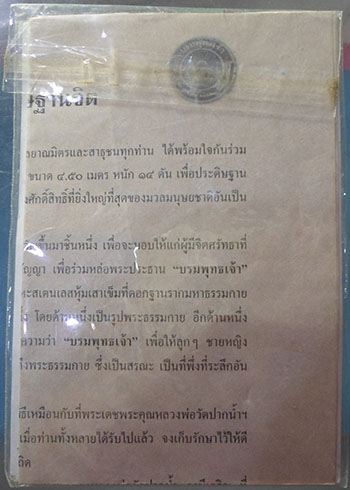 ฐานจิต
ยาณมิตรและสาธุชนทุกท่าน ได้พร้อมใจกันร่วม
ขนาด ๔.๕๐ เมตร หนัก ๑๔ ตัน เพื่อประดิษฐาน
งศักดิ์สิทธิ์ที่ยิ่งใหญ่ที่สุดของมวลมนุษยชาติอันเป็น
ขึ้นมาชิ้นหนึ่ง เพื่อจะมอบให้แก่ผู้มีจิตศรัทธาที่
ัญญา เพื่อร่วมหล่อพระประธาน “บรมพุทธเจ้า”
หะสเตนเลสหุ้มเสาเข็มที่ตอกฐานรากมหาธรรมกาย
โดยด้านหนึ่งเป็นรูปพระธรรมกาย อีกด้านหนึ่ง
ความว่า “บรมพุทธเจ้า” เพื่อให้ลูกๆ ชายหญิง
ึงพระธรรมกาย ซึ่งเป็นสรณะ เป็นที่พึ่งที่ระลึกอัน
ธีเหมือนกับที่พระเดชพระคุณหลวงพ่อวัดปากน้ำฯ
เมื่อท่านทั้งหลายได้รับไปแล้ว จงเก็บรักษาไว้ให้ดี